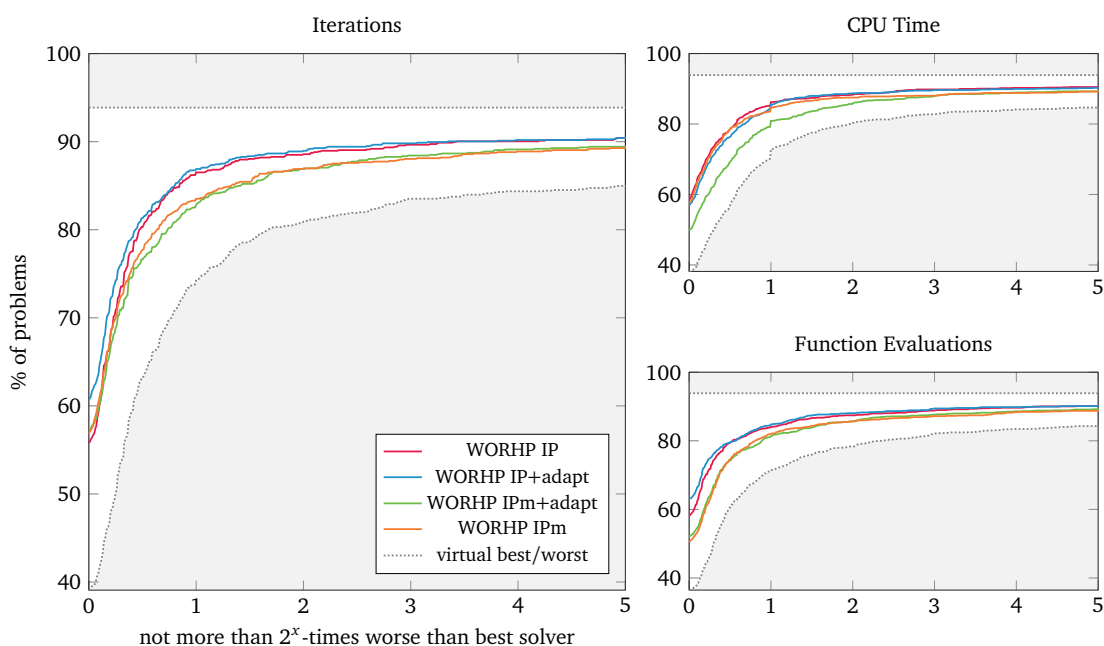 Iterations
% of problems
100
90
80
70
60
50
40
0 1 2 3 4 5
not more than 2^x-times worse than best solver
WORHP IP
WORHP IP+adapt
WORHP IPm+adapt
WORHP IPm
virtual best/worst
CPU Time
100
80
60
40
0 1 2 3 4 5
Function Evaluations
100
80
60
40
0 1 2 3 4 5